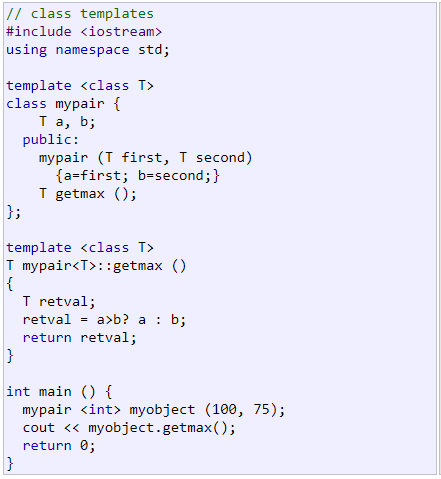 // class templates
#include <iostream>
using namespace std;

template <class T>
class mypair {
    T a, b;
  public:
    mypair (T first, T second)
      {a=first; b=second;}
    T getmax ();
};

template <class T>
T mypair<T>::getmax ()
{
  T retval;
  retval = a>b? a : b;
  return retval;
}

int main () {
  mypair <int> myobject (100, 75);
  cout << myobject.getmax();
  return 0;
}